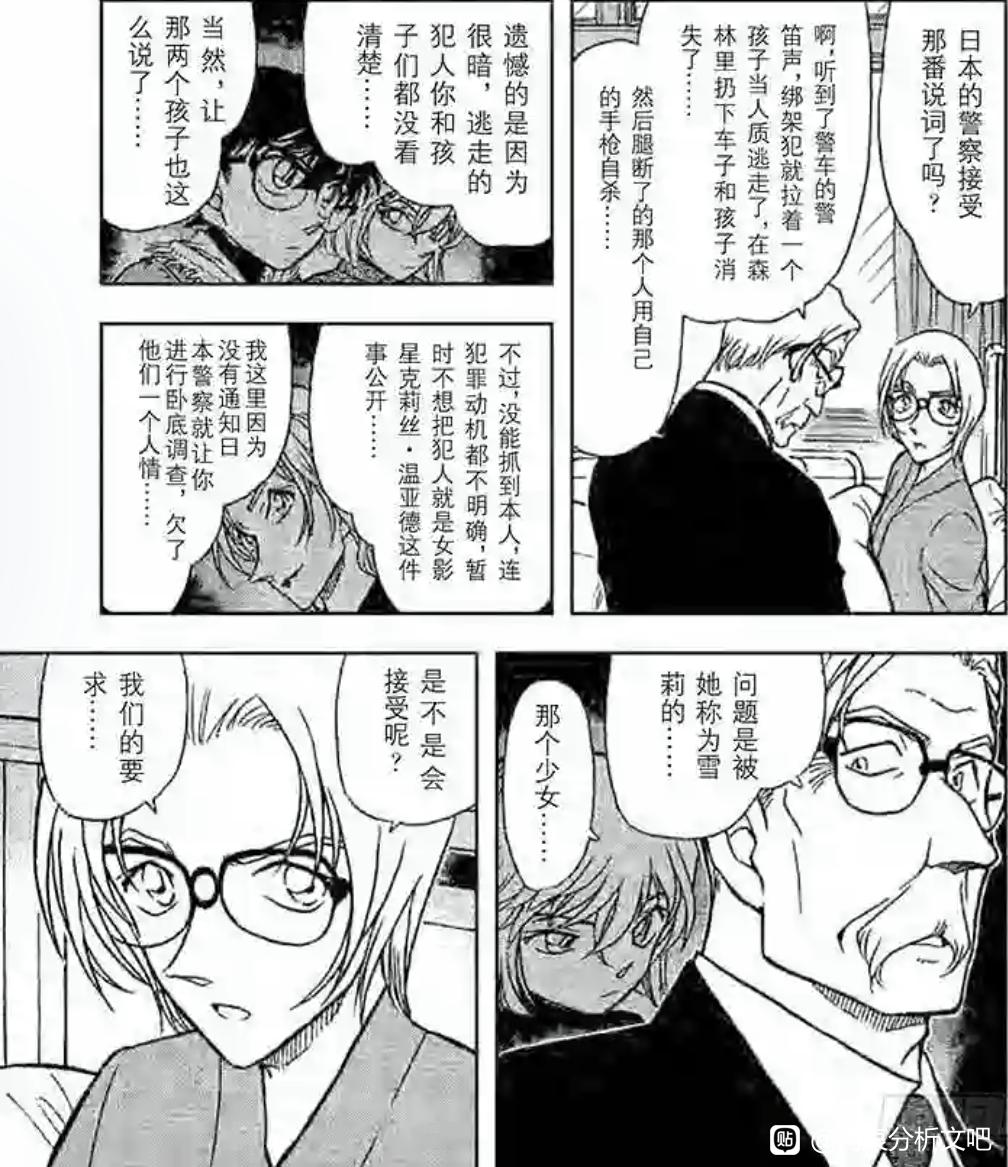 日本的警察接受
那番说词了吗？
啊，听到了警车的警
笛声，绑架犯就拉着一个
孩子当人质逃走了，在森
林里扔下车子和孩子消
失了……
然后腿断了的那个人用自己
的手枪自杀……
遗憾的是因为
很暗，逃走的
犯人你和孩
子们都没看
清楚……
当然，让
那两个孩子也这
么说了……
不过，没能抓到本人，连
犯罪动机都不明确，暂
时不想把犯人就是女影
星克莉丝·温亚德这件
事公开……
我这里因为
没有通知日
本警察就让你
进行卧底调查，欠了
他们一个人情……
问题是被
她称为雪
莉的……
那个少女……
是不是会
接受呢？
我们的要
求……
贴
分析文吧